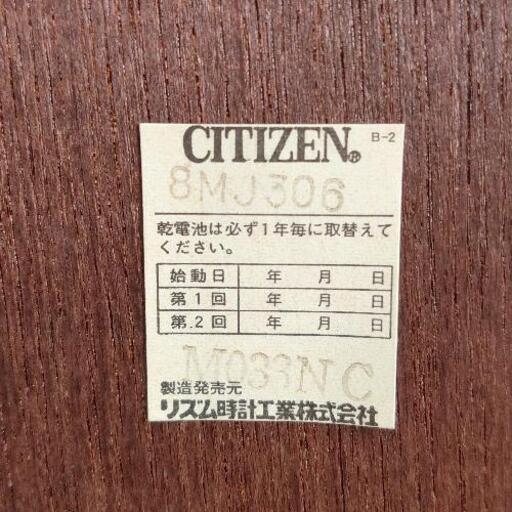 CITIZEN® B-2
8MJ306
乾電池は必ず1年毎に取替えて
ください。
始動日 年 月 日
第1回 年 月 日
第.2回 年 月 日
M033NC
製造発売元
リズム時計工業株式会社